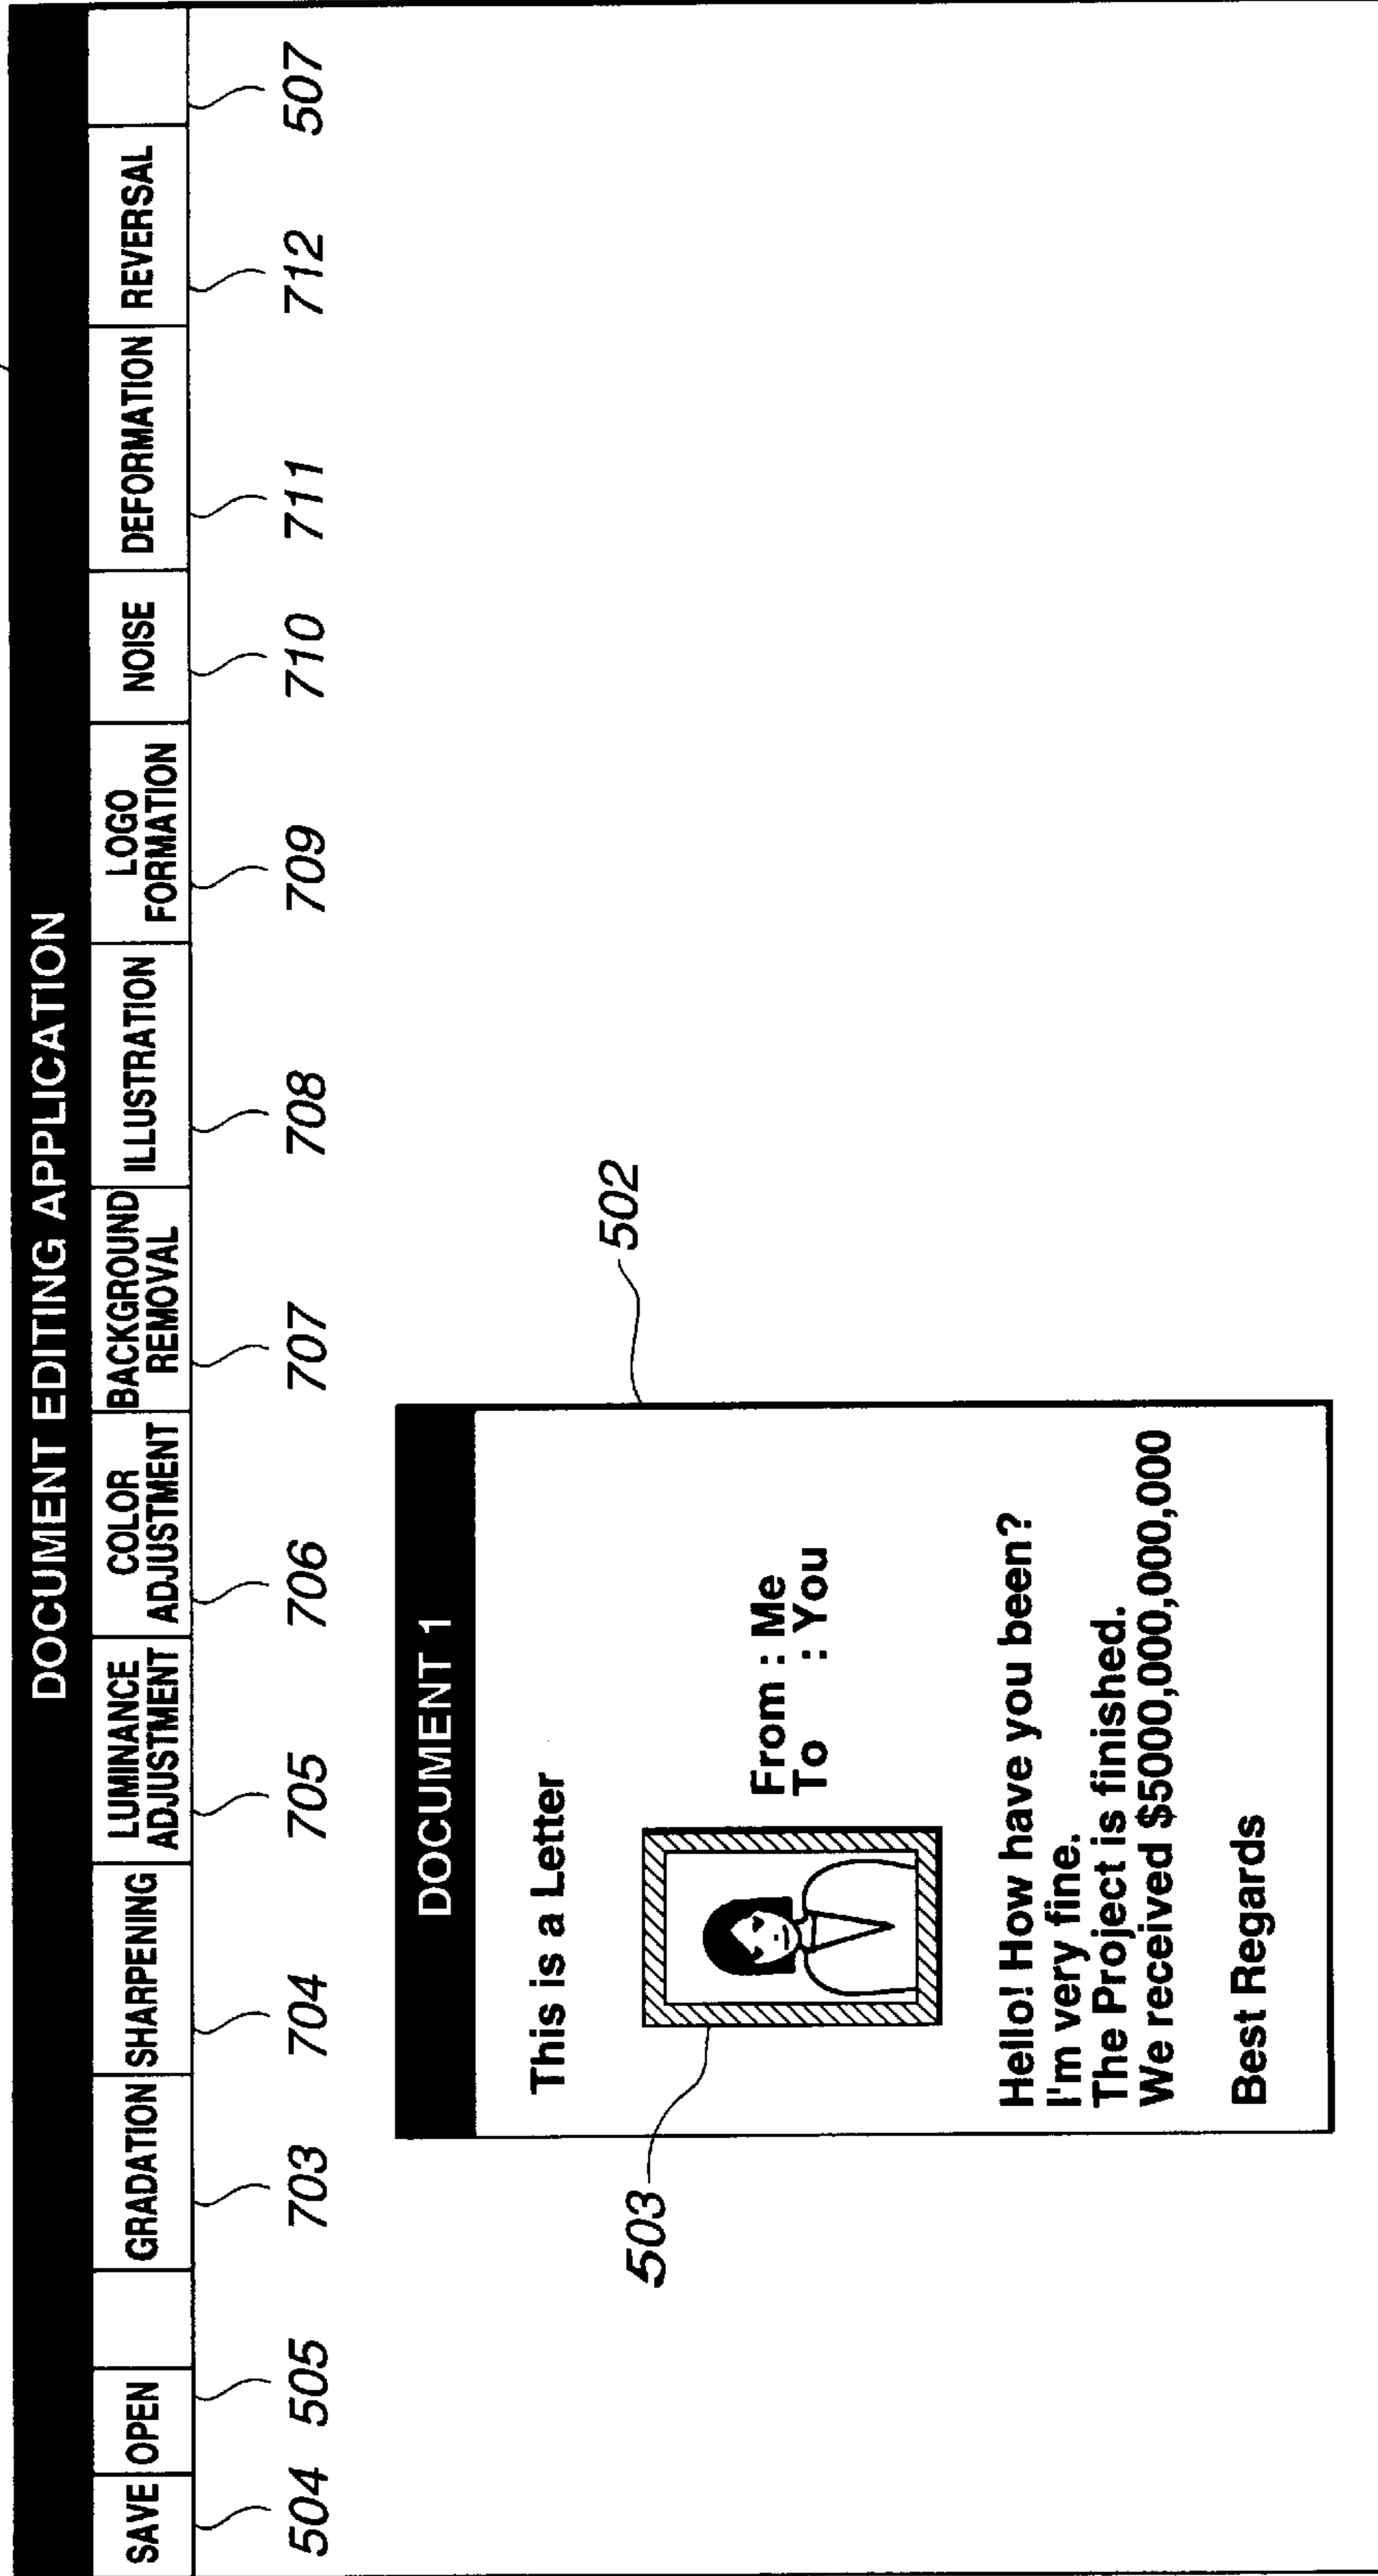 DOCUMENT EDITING APPLICATION
SAVE OPEN GRADATION SHARPENING LUMINANCE ADJUSTMENT COLOR ADJUSTMENT BACKGROUND REMOVAL ILLUSTRATION LOGO FORMATION NOISE DEFORMATION REVERSAL
504 505 703 704 705 706 707 708 709 710 711 712 507
DOCUMENT 1
502
This is a Letter
503
From : Me
To : You
Hello! How have you been?
I'm very fine.
The Project is finished.
We received $5000,000,000,000
Best Regards